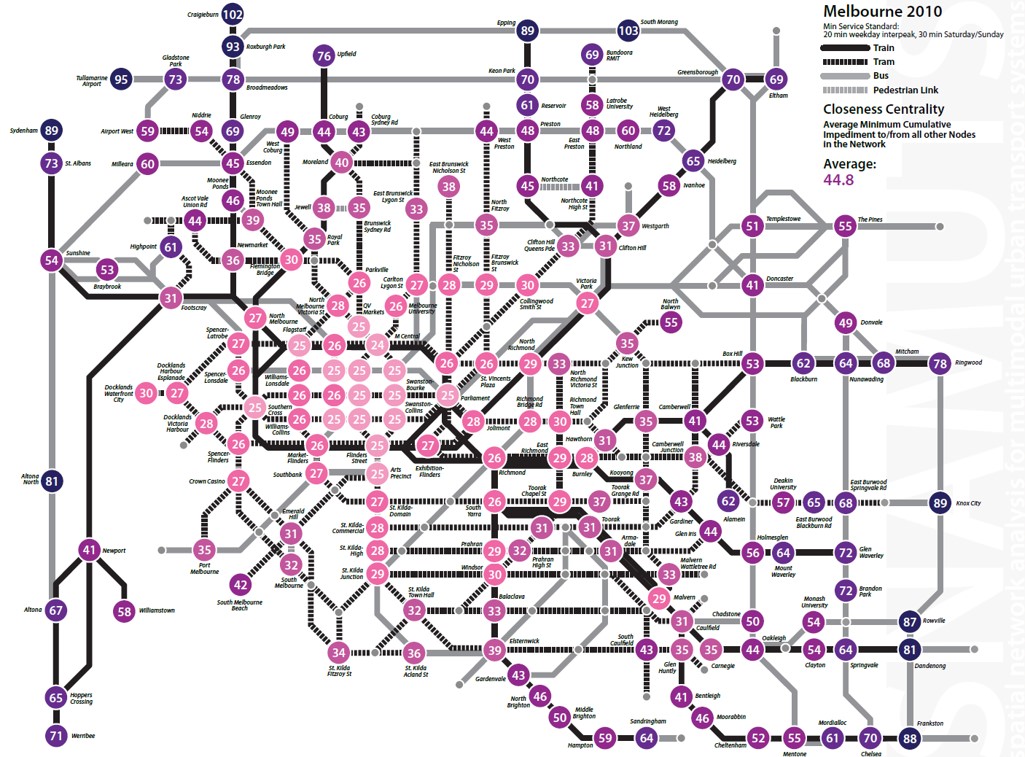 Melbourne 2010
Min Service Standard:
20 min weekday interpeak, 30 min Saturday/Sunday
Train
Tram
Bus
Pedestrian Link
Closeness Centrality
Average Minimum Cumulative
Impediment to/from all other Nodes
in the Network
Average:
44.8
Craigieburn 102
93 Roxburgh Park
Gladstone
Park
Tullamarine
Airport
95
73
78
Broadmeadows
76 Upfield
Epping 89
103
South Morang
69 Bundoora
RMIT
Keon Park 70
Greensborough 70
69
Eltham
61 Reservoir
58 Latrobe
University
West
Heidelberg
Sydenham
89
Airport West 59
Niddrie
54
Glenroy
69
49
West
Coburg
Coburg
44
Coburg
Sydney Rd
43
44
West
Preston
48
Preston
48
East
Preston
60
Northland
72
73 St. Albans
Milleara 60
45 Essendon
Moreland 40
East Brunswick
Nicholson St
38
65 Heidelberg
Moonee
Ponds
46
Moonee
Ponds
Town Hall
39
Ascot Vale
Union Rd
44
Jewell 38
35
Brunswick
Sydney Rd
East Brunswick
Lygon St
33
45 Northcote
41
Northcote
High St
58 Ivanhoe
North
Fitzroy
35
37 Westgarth
51
Templestowe
55
The Pines
Highpoint 61
Newmarket
36
35
Royal
Park
Flemington
Bridge
30
Clifton Hill
Queens Pde
33
31
Clifton Hill
Sunshine
54
53
Braybrook
31
Footscray
Parkville
26
Carlton
Lygon St
27
Fitzroy
Nicholson
St
28
Fitzroy
Brunswick
St
29
30
Collingwood
Smith St
Victoria
Park
27
Doncaster
41
North
Melbourne
Victoria St
28
QV
Markets
25
26
Melbourne
University
27
North
Melbourne
North
Balwyn
55
49
Donvale
Spencer-
Latrobe
27
Flagstaff
25
26
24
M Central
26
26
St. Vincents
Plaza
North
Richmond
29
33
North
Richmond
Victoria St
35
Kew
Junction
Box Hill 53
62
Blackburn
64
Nunawading
68
Mitcham
78 Ringwood
Spencer-
Lonsdale
26
Williams-
Lonsdale
26
25
25
25
Swanston-
Bourke
Docklands
Waterfront
City
30
Docklands
Harbour
Esplanade
27
25
Southern
Cross
26
26
25
25
Swanston-
Collins
25
Parliament
28
Jolimont
Richmond
Bridge Rd
28
Richmond
Town
Hall
30
Glenferrie
35
Camberwell
41
53 Wattle
Park
Docklands
Victoria
Harbour
28
Williams-
Collins
26
25
25
25
Hawthorn
31
44
Riversdale
Spencer-
Flinders
26
26
Market-
Flinders
Flinders
Street
25
27
Exhibition-
Flinders
26
Richmond
East
Richmond
29
28
Burnley
Camberwell
Junction
38
Altona
North
81
Crown Casino
27
Southbank 27
25
Arts
Precinct
Kooyong
37
Toorak
Chapel St
29
37
Toorak
Grange Rd
43
Gardiner
62
Alamein
Deakin
University
57
65
East Burwood
Blackburn Rd
68
East Burwood
Springvale Rd
89 Knox City
27
St. Kilda-
Domain
26
South
Yarra
Emerald
Hill
31
St. Kilda-
Commercial
28
31
31 Toorak
44
Glen Iris
Newport
41
35
Port
Melbourne
32
South
Melbourne
St. Kilda-
High
28
Prahran
29
32
Prahran
High St
Arma-
dale
31
56
Holmesglen
64
Mount
Waverley
72 Glen
Waverley
42
South Melbourne
Beach
St. Kilda
Junction
29
Windsor
30
33
Malvern
Wattletree Rd
72 Brandon
Park
Altona 67
58 Williamstown
St. Kilda
Town Hall
32
Balaclava
33
29 Malvern
31
Caulfield
Chadstone
50
Monash
University
54
87 Rowville
34
St. Kilda
Fitzroy St
36
St. Kilda
Acland St
Elsternwick
39
South
Caulfield
43
35
Glen
Huntly
35
Carnegie
Oakleigh
44
54
Clayton
64
Springvale
81
Dandenong
Gardenvale 43
North
Brighton
46
Middle
Brighton
50
59
Hampton
Sandringham
64
Hoppers
Crossing
65
71 Werribee
41 Bentleigh
46 Moorabbin
52
Cheltenham
55
Mentone
Mordialloc
61
70
Chelsea
Frankston
88